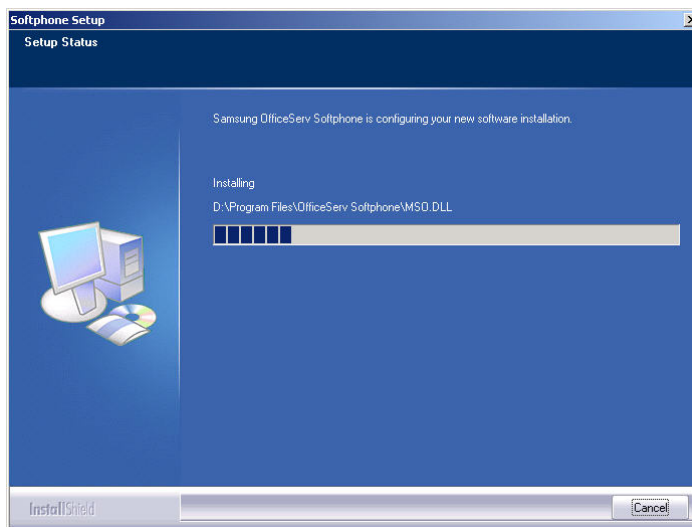 Softphone Setup
Setup Status
Samsung OfficeServ Softphone is configuring your new software installation.
Installing
D:\Program Files\OfficeServ Softphone\MSO.DLL
InstallShield
Cancel